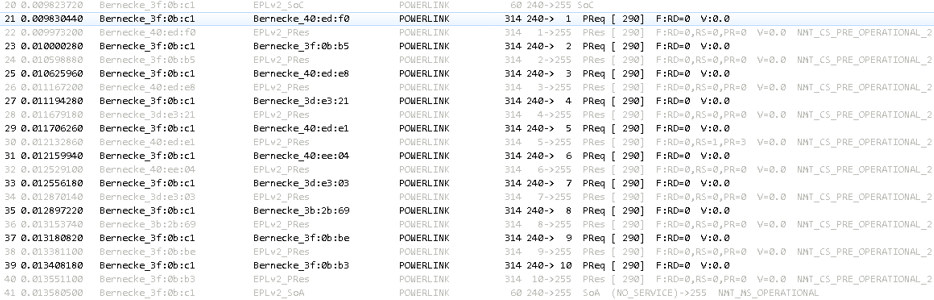 20 0.009823720 Bernecke_3f:0b:c1 EPLv2_SoC POWERLINK 60 240->255 SoC
21 0.009830440 Bernecke_3f:0b:c1 Bernecke_40:ed:f0 POWERLINK 314 240-> 1 PReq [ 290] F:RD=0 V:0.0
22 0.009973200 Bernecke_40:ed:f0 EPLv2_PRes POWERLINK 314 1->255 PRes [ 290] F:RD=0,RS=0,PR=0 V=0.0 NMT_CS_PRE_OPERATIONAL_2
23 0.010000280 Bernecke_3f:0b:c1 Bernecke_3f:0b:b5 POWERLINK 314 240-> 2 PReq [ 290] F:RD=0 V:0.0
24 0.010598880 Bernecke_3f:0b:b5 EPLv2_PRes POWERLINK 314 2->255 PRes [ 290] F:RD=0,RS=0,PR=0 V=0.0 NMT_CS_PRE_OPERATIONAL_2
25 0.010625960 Bernecke_3f:0b:c1 Bernecke_40:ed:e8 POWERLINK 314 240-> 3 PReq [ 290] F:RD=0 V:0.0
26 0.011167200 Bernecke_40:ed:e8 EPLv2_PRes POWERLINK 314 3->255 PRes [ 290] F:RD=0,RS=0,PR=0 V=0.0 NMT_CS_PRE_OPERATIONAL_2
27 0.011194280 Bernecke_3f:0b:c1 Bernecke_3d:e3:21 POWERLINK 314 240-> 4 PReq [ 290] F:RD=0 V:0.0
28 0.011679180 Bernecke_3d:e3:21 EPLv2_PRes POWERLINK 314 4->255 PRes [ 290] F:RD=0,RS=0,PR=0 V=0.0 NMT_CS_PRE_OPERATIONAL_2
29 0.011706260 Bernecke_3f:0b:c1 Bernecke_40:ed:e1 POWERLINK 314 240-> 5 PReq [ 290] F:RD=0 V:0.0
30 0.012132860 Bernecke_40:ed:e1 EPLv2_PRes POWERLINK 314 5->255 PRes [ 290] F:RD=0,RS=1,PR=3 V=0.0 NMT_CS_PRE_OPERATIONAL_2
31 0.012159940 Bernecke_3f:0b:c1 Bernecke_40:ee:04 POWERLINK 314 240-> 6 PReq [ 290] F:RD=0 V:0.0
32 0.012529100 Bernecke_40:ee:04 EPLv2_PRes POWERLINK 314 6->255 PRes [ 290] F:RD=0,RS=0,PR=0 V=0.0 NMT_CS_PRE_OPERATIONAL_2
33 0.012556180 Bernecke_3f:0b:c1 Bernecke_3d:e3:03 POWERLINK 314 240-> 7 PReq [ 290] F:RD=0 V:0.0
34 0.012870140 Bernecke_3d:e3:03 EPLv2_PRes POWERLINK 314 7->255 PRes [ 290] F:RD=0,RS=0,PR=0 V=0.0 NMT_CS_PRE_OPERATIONAL_2
35 0.012897220 Bernecke_3f:0b:c1 Bernecke_3b:2b:69 POWERLINK 314 240-> 8 PReq [ 290] F:RD=0 V:0.0
36 0.013153740 Bernecke_3b:2b:69 EPLv2_PRes POWERLINK 314 8->255 PRes [ 290] F:RD=0,RS=0,PR=0 V=0.0 NMT_CS_PRE_OPERATIONAL_2
37 0.013180820 Bernecke_3f:0b:c1 Bernecke_3f:0b:be POWERLINK 314 240-> 9 PReq [ 290] F:RD=0 V:0.0
38 0.013381100 Bernecke_3f:0b:be EPLv2_PRes POWERLINK 314 9->255 PRes [ 290] F:RD=0,RS=0,PR=0 V=0.0 NMT_CS_PRE_OPERATIONAL_2
39 0.013408180 Bernecke_3f:0b:c1 Bernecke_3f:0b:b3 POWERLINK 314 240-> 10 PReq [ 290] F:RD=0 V:0.0
40 0.013551100 Bernecke_3f:0b:b3 EPLv2_PRes POWERLINK 314 10->255 PRes [ 290] F:RD=0,RS=0,PR=0 V=0.0 NMT_CS_PRE_OPERATIONAL_2
41 0.013580500 Bernecke_3f:0b:c1 EPLv2_SoA POWERLINK 60 240->255 SoA (NO_SERVICE)->255 NMT_MS_OPERATIONAL